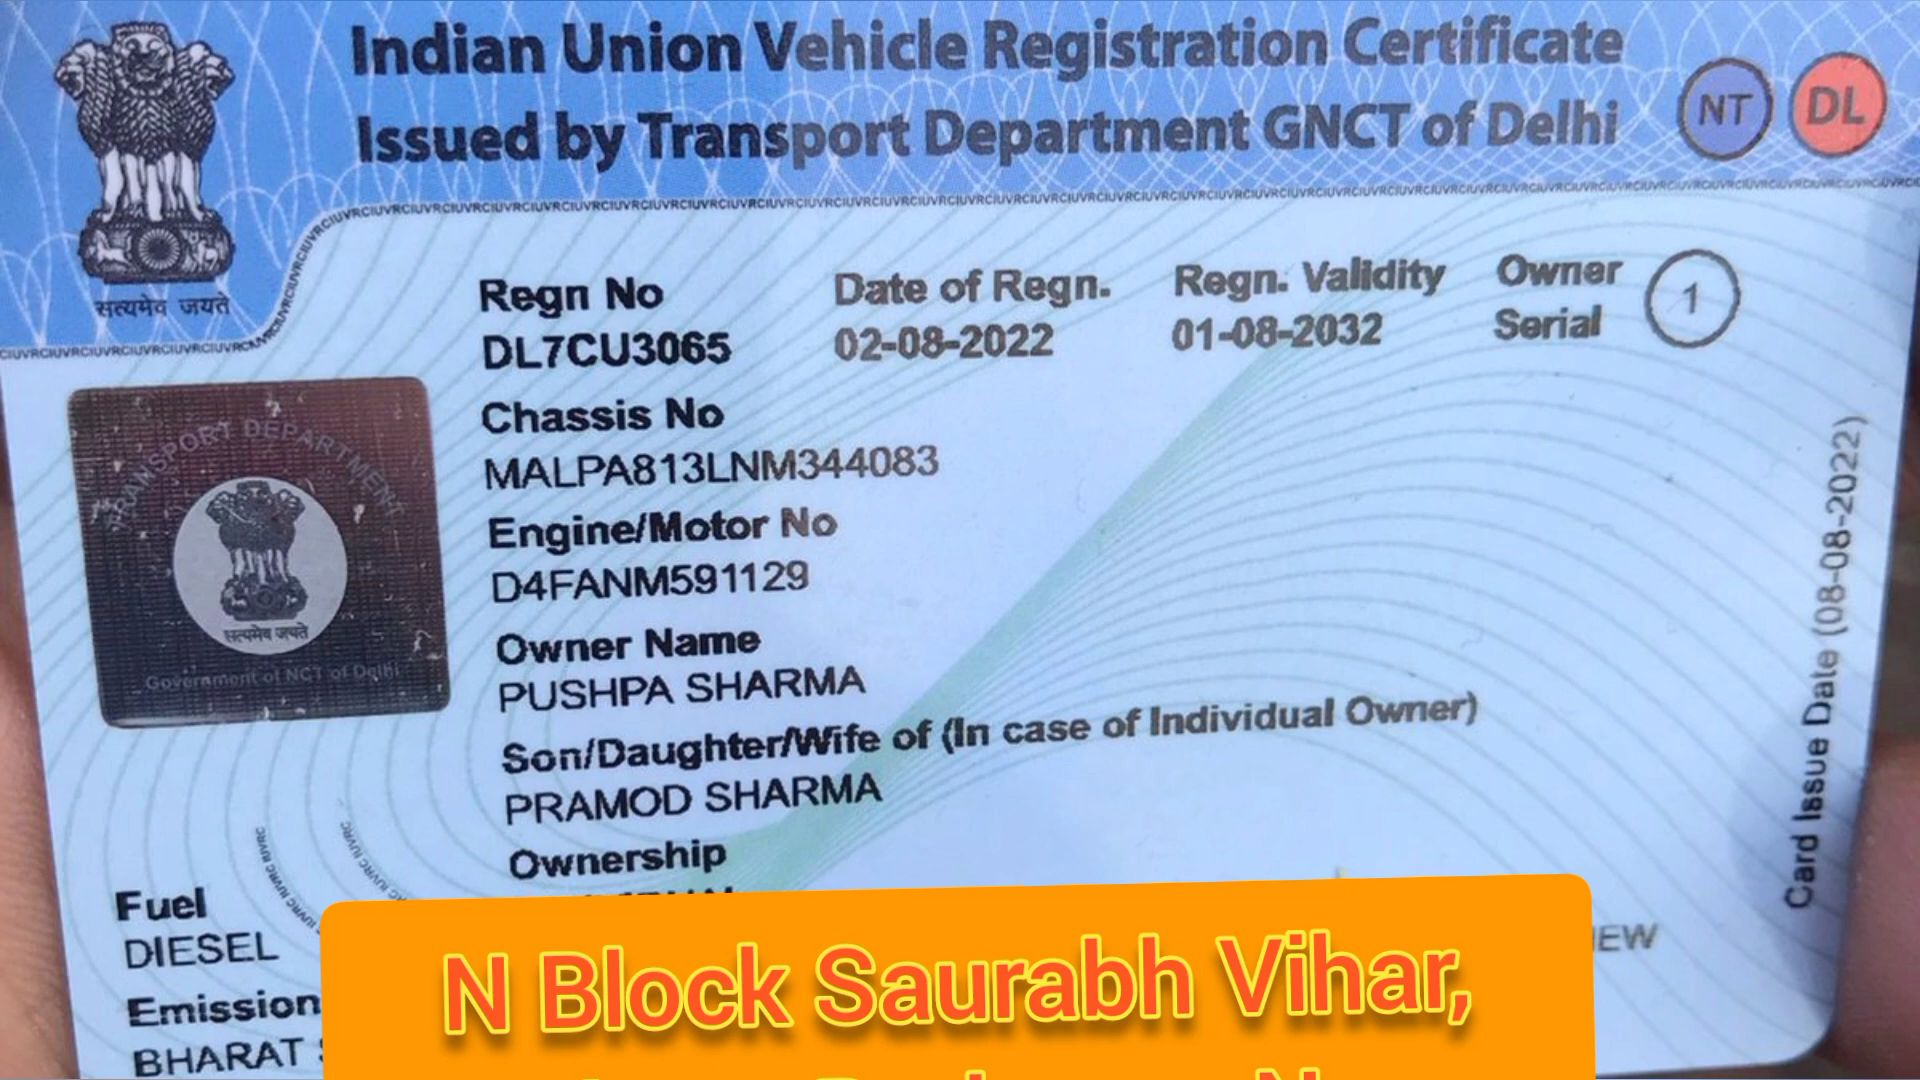 Indian Union Vehicle Registration Certificate
Issued by Transport Department GNCT of Delhi
NT DL
सत्यमेव जयते
Regn No
DL7CU3065
Date of Regn.
02-08-2022
Regn. Validity
01-08-2032
Owner
Serial
1
Chassis No
MALPA813LNM344083
TRANSPORT DEPARTMENT
सत्यमेव जयते
Government of NCT of Delhi
Engine/Motor No
D4FANM591129
Owner Name
PUSHPA SHARMA
Son/Daughter/Wife of (In case of Individual Owner)
PRAMOD SHARMA
Ownership
Fuel
DIESEL
Emission
BHARAT
Card Issue Date (08-08-2022)
N Block Saurabh Vihar,